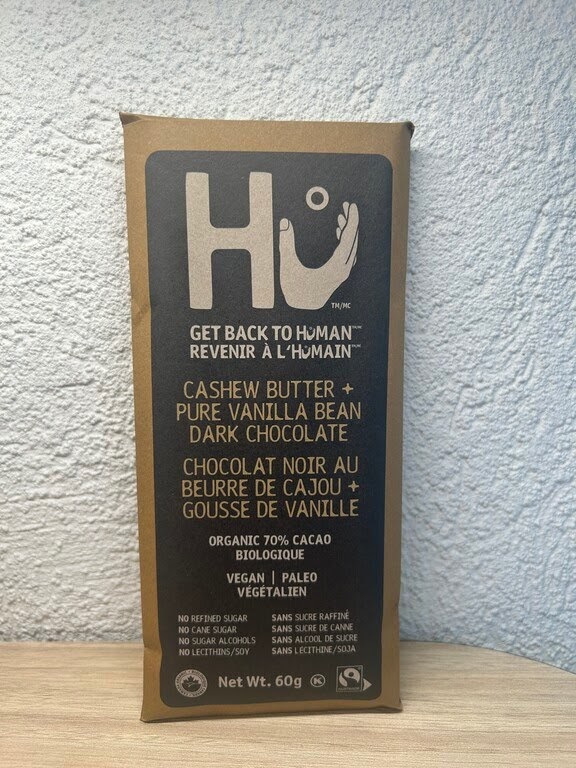 Hu
TM/MC
GET BACK TO HUMAN
REVENIR À L'HUMAIN
CASHEW BUTTER +
PURE VANILLA BEAN
DARK CHOCOLATE
CHOCOLAT NOIR AU
BEURRE DE CAJOU +
GOUSSE DE VANILLE
ORGANIC 70% CACAO
BIOLOGIQUE
VEGAN | PALEO
VÉGÉTALIEN
NO REFINED SUGAR SANS SUCRE RAFFINÉ
NO CANE SUGAR SANS SUCRE DE CANNE
NO SUGAR ALCOHOLS SANS ALCOOL DE SUCRE
NO LECITHINS/SOY SANS LÉCITHINE/SOJA
Net Wt. 60g K